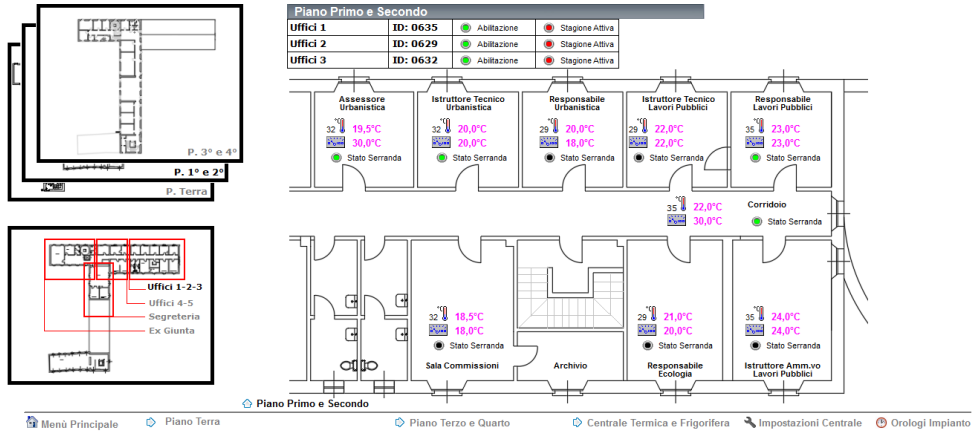 Piano Primo e Secondo
Uffici 1 ID: 0635 Abilitazione Stagione Attiva
Uffici 2 ID: 0629 Abilitazione Stagione Attiva
Uffici 3 ID: 0632 Abilitazione Stagione Attiva
P. 3° e 4°
P. 1° e 2°
P. Terra
Uffici 1-2-3
Uffici 4-5
Segreteria
Ex Giunta
Assessore
Urbanistica
°C
32 19,5°C
30,0°C
Stato Serranda
Istruttore Tecnico
Urbanistica
°C
32 20,0°C
20,0°C
Stato Serranda
Responsabile
Urbanistica
°C
29 20,0°C
18,0°C
Stato Serranda
Istruttore Tecnico
Lavori Pubblici
°C
29 22,0°C
22,0°C
Stato Serranda
Responsabile
Lavori Pubblici
°C
35 23,0°C
23,0°C
Stato Serranda
Corridoio
°C
35 22,0°C
30,0°C
Stato Serranda
°C
32 18,5°C
18,0°C
Stato Serranda
Sala Commissioni
Archivio
°C
29 21,0°C
20,0°C
Stato Serranda
Responsabile
Ecologia
°C
35 24,0°C
24,0°C
Stato Serranda
Istruttore Amm.vo
Lavori Pubblici
Piano Primo e Secondo
Menù Principale Piano Terra Piano Terzo e Quarto Centrale Termica e Frigorifera Impostazioni Centrale Orologi Impianto